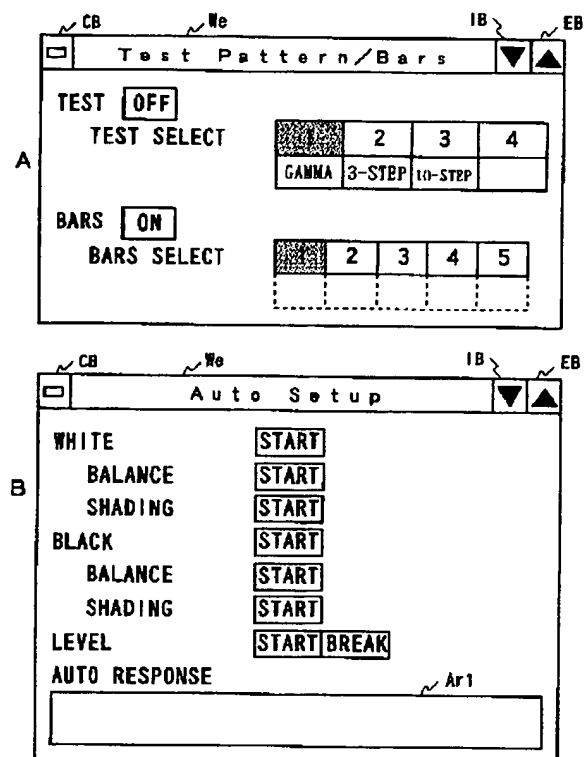 CB We IB EB
Test Pattern/Bars
TEST OFF
TEST SELECT
1 2 3 4
GAMMA 3-STEP 10-STEP
A
BARS ON
BARS SELECT
1 2 3 4 5
CB We IB EB
Auto Setup
WHITE START
BALANCE START
B
SHADING START
BLACK START
BALANCE START
SHADING START
LEVEL START BREAK
AUTO RESPONSE Ar1